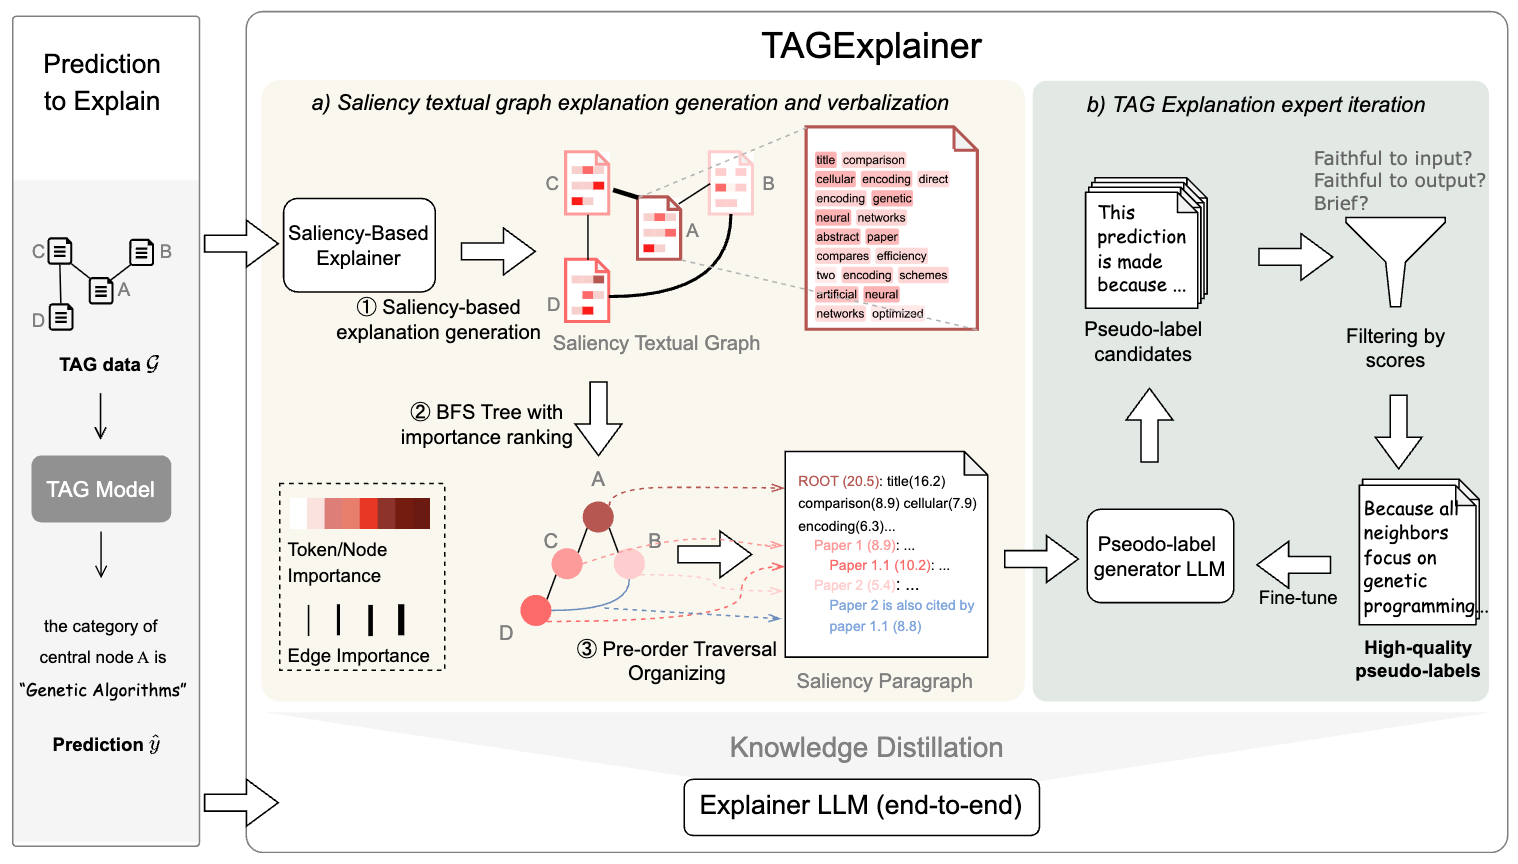 Prediction
to Explain
C
B
A
D
TAG data 𝒢
TAG Model
the category of
central node A is
“Genetic Algorithms”
Prediction ŷ
TAGExplainer
a) Saliency textual graph explanation generation and verbalization
Saliency-Based
Explainer
① Saliency-based
explanation generation
C
B
A
D
Saliency Textual Graph
title comparison
cellular encoding direct
encoding genetic
neural networks
abstract paper
compares efficiency
two encoding schemes
artificial neural
networks optimized
② BFS Tree with
importance ranking
Token/Node
Importance
Edge Importance
A
C
B
D
③ Pre-order Traversal
Organizing
ROOT (20.5): title(16.2)
comparison(8.9) cellular(7.9)
encoding(6.3)...
Paper 1 (8.9): ...
Paper 1.1 (10.2): ...
Paper 2 (5.4): ...
Paper 2 is also cited by
paper 1.1 (8.8)
Saliency Paragraph
b) TAG Explanation expert iteration
Faithful to input?
Faithful to output?
Brief?
This
prediction
is made
because ...
Pseudo-label
candidates
Filtering by
scores
Pseodo-label
generator LLM
Fine-tune
Because all
neighbors
focus on
genetic
programming...
High-quality
pseudo-labels
Knowledge Distillation
Explainer LLM (end-to-end)